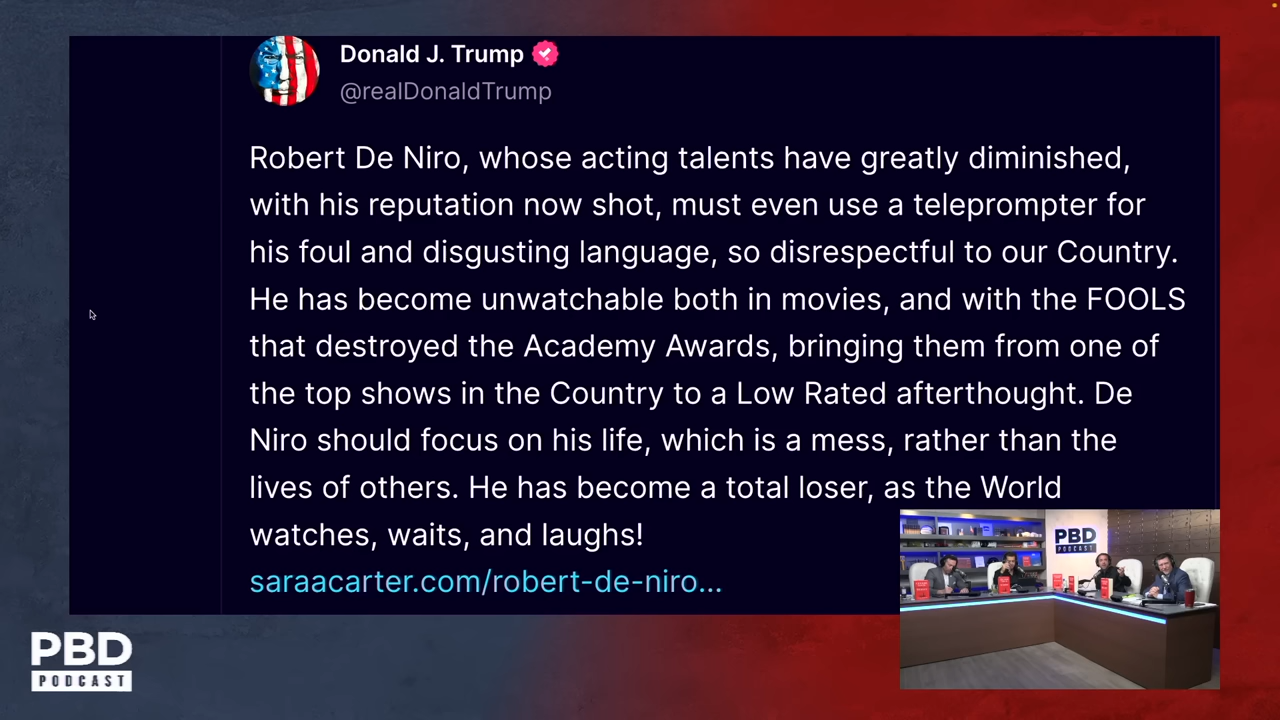 Donald J. Trump
@realDonaldTrump
Robert De Niro, whose acting talents have greatly diminished,
with his reputation now shot, must even use a teleprompter for
his foul and disgusting language, so disrespectful to our Country.
He has become unwatchable both in movies, and with the FOOLS
that destroyed the Academy Awards, bringing them from one of
the top shows in the Country to a Low Rated afterthought. De
Niro should focus on his life, which is a mess, rather than the
lives of others. He has become a total loser, as the World
watches, waits, and laughs!
saraacarter.com/robert-de-niro...
PBD
PODCAST
PBD
PODCAST